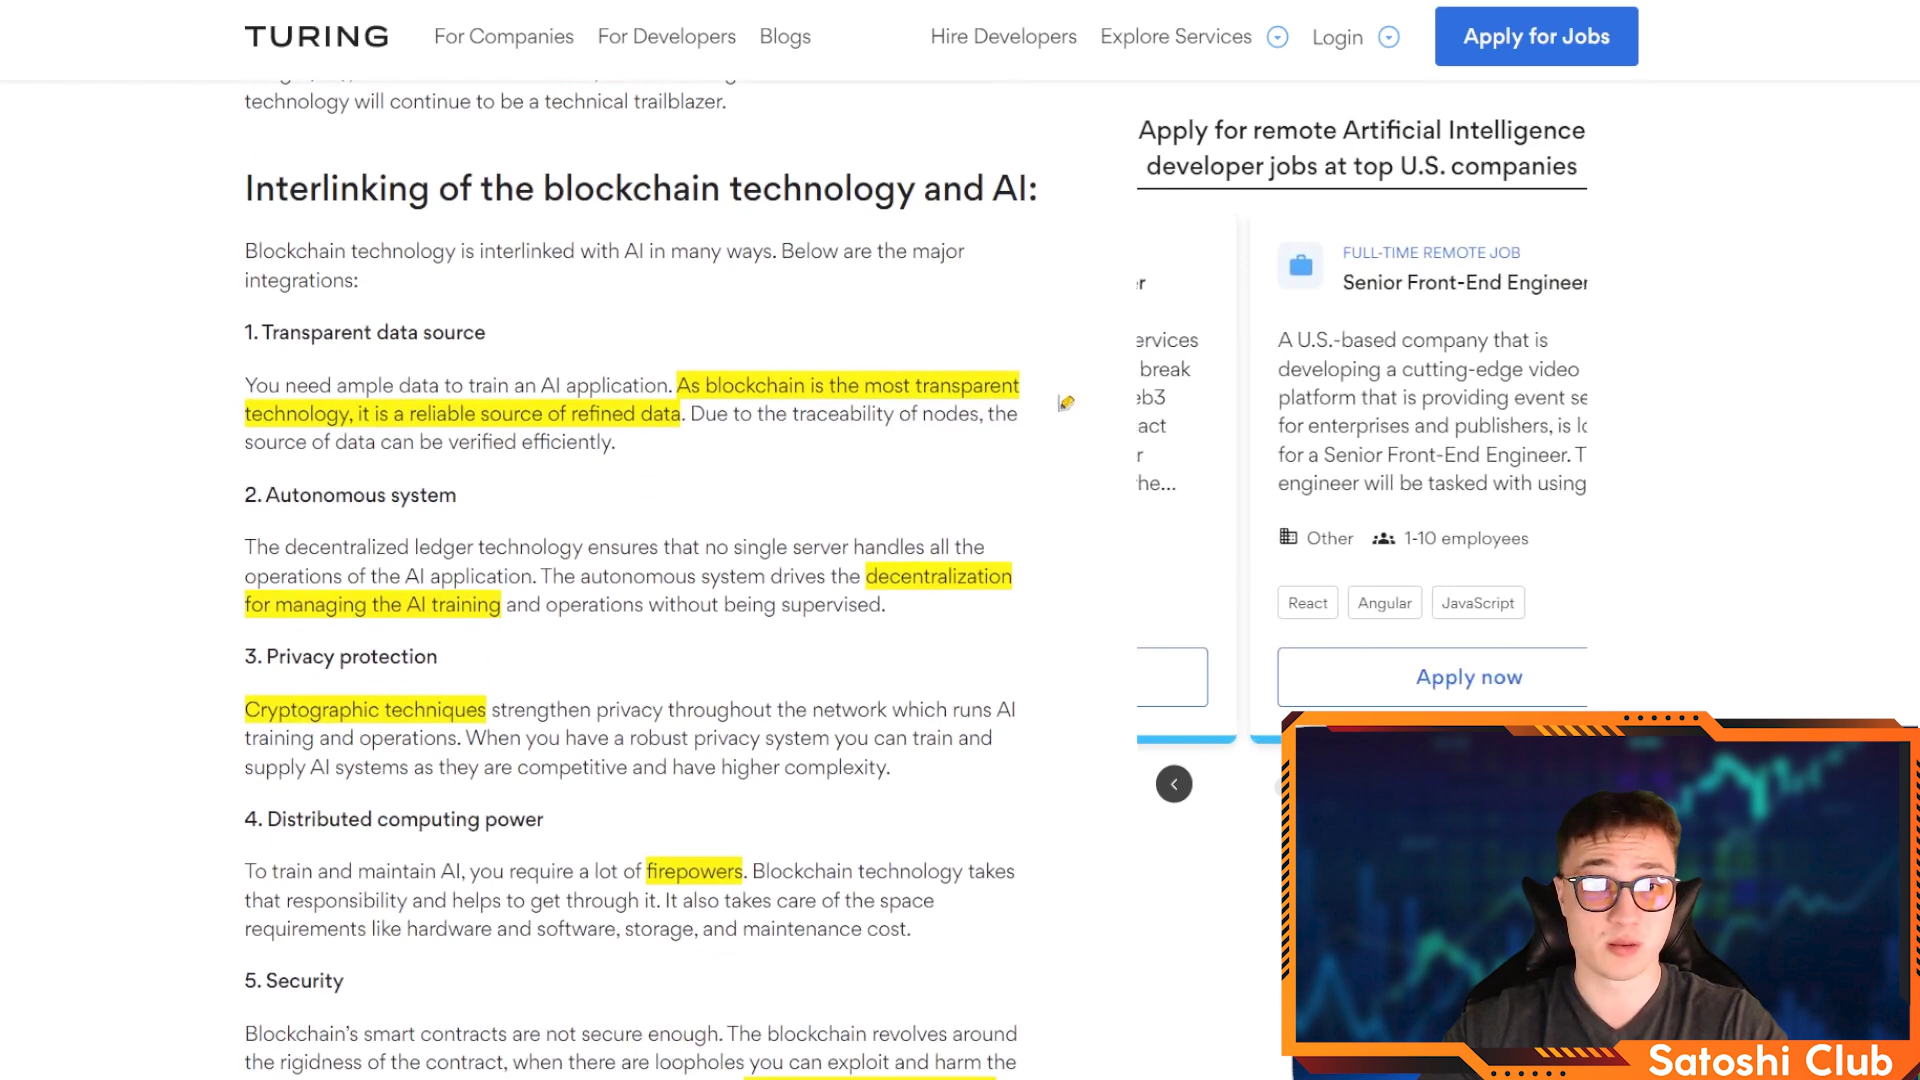 TURING
For Companies
For Developers
Blogs
Hire Developers
Explore Services
Login
Apply for Jobs
technology will continue to be a technical trailblazer.
Interlinking of the blockchain technology and AI:
Blockchain technology is interlinked with AI in many ways. Below are the major
integrations:
1. Transparent data source
You need ample data to train an AI application. As blockchain is the most transparent
technology, it is a reliable source of refined data. Due to the traceability of nodes, the
source of data can be verified efficiently.
2. Autonomous system
The decentralized ledger technology ensures that no single server handles all the
operations of the AI application. The autonomous system drives the decentralization
for managing the AI training and operations without being supervised.
3. Privacy protection
Cryptographic techniques strengthen privacy throughout the network which runs AI
training and operations. When you have a robust privacy system you can train and
supply AI systems as they are competitive and have higher complexity.
4. Distributed computing power
To train and maintain AI, you require a lot of firepowers. Blockchain technology takes
that responsibility and helps to get through it. It also takes care of the space
requirements like hardware and software, storage, and maintenance cost.
5. Security
Blockchain's smart contracts are not secure enough. The blockchain revolves around
the rigidness of the contract, when there are loopholes you can exploit and harm the
Apply for remote Artificial Intelligence
developer jobs at top U.S. companies
er
ervices
break
eb3
act
r
he...
FULL-TIME REMOTE JOB
Senior Front-End Engineer
A U.S.-based company that is
developing a cutting-edge video
platform that is providing event se
for enterprises and publishers, is lo
for a Senior Front-End Engineer. T
engineer will be tasked with using
Other
1-10 employees
React
Angular
JavaScript
Apply now
Satoshi Club